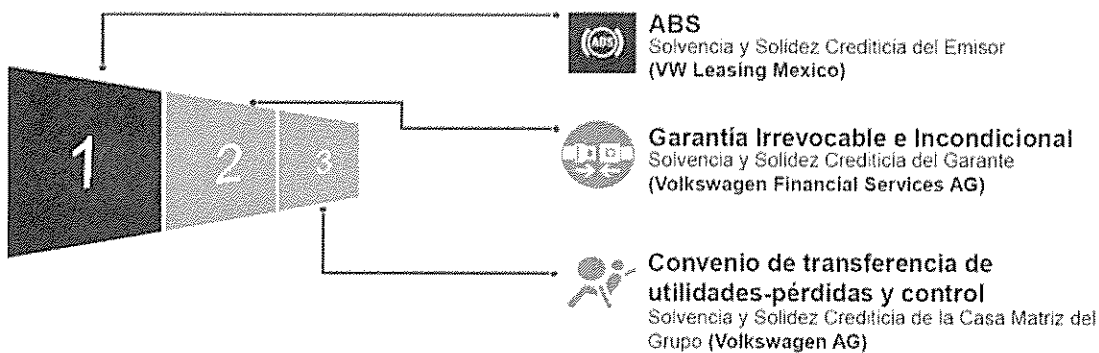 1
2
3
ABS
ABS
Solvencia y Solidez Crediticia del Emisor
(VW Leasing Mexico)
Garantía Irrevocable e Incondicional
Solvencia y Solidez Crediticia del Garante
(Volkswagen Financial Services AG)
Convenio de transferencia de
utilidades-pérdidas y control
Solvencia y Solidez Crediticia de la Casa Matriz del
Grupo (Volkswagen AG)